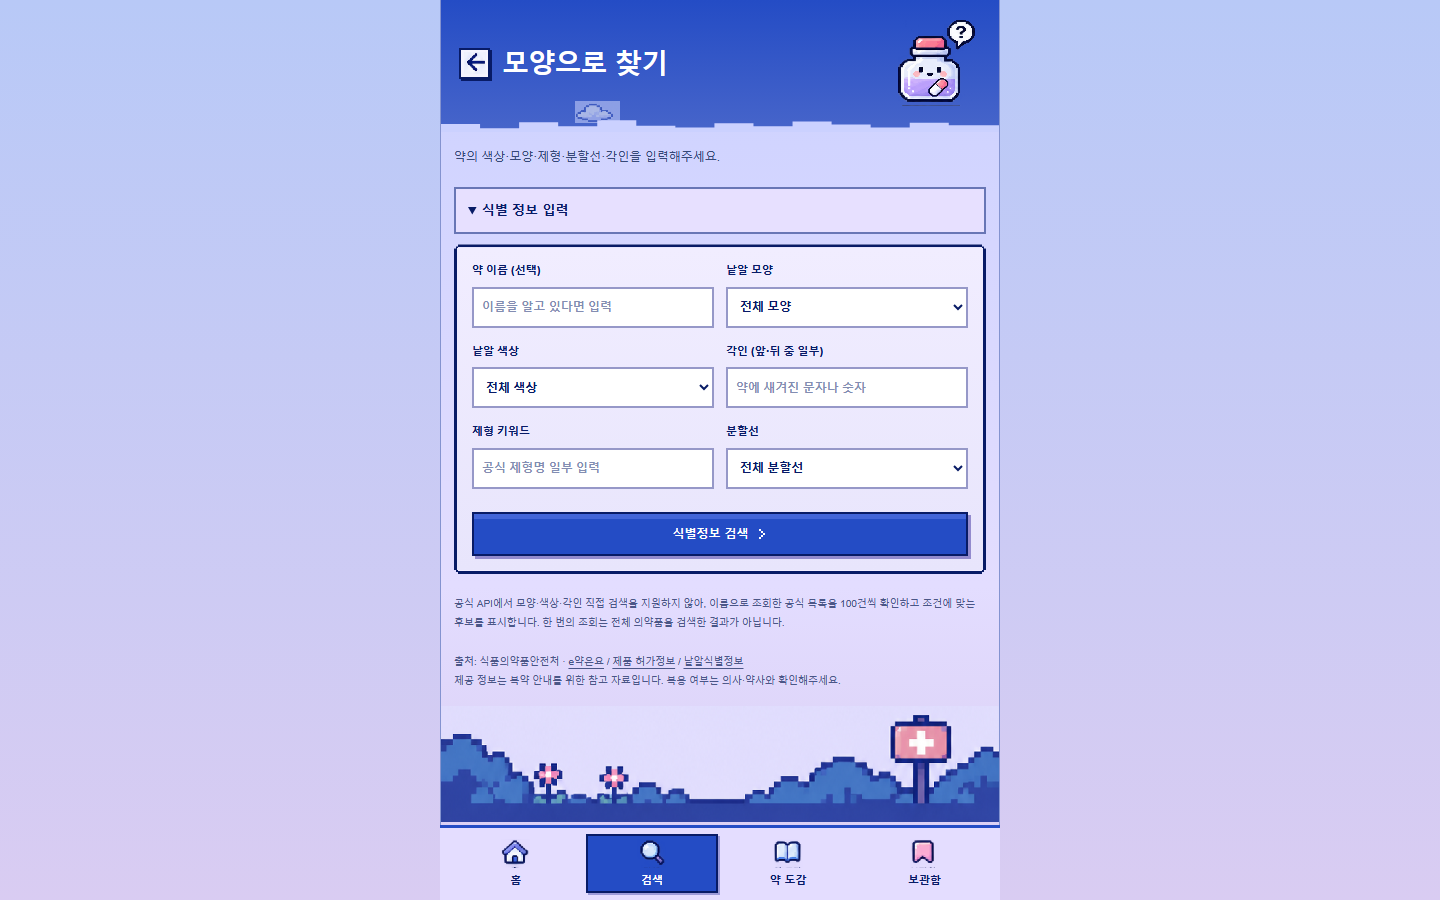 ?
모양으로 찾기
약의 색상·모양·제형·분할선·각인을 입력해주세요.
▼ 식별 정보 입력
약 이름 (선택)
낱알 모양
이름을 알고 있다면 입력
전체 모양
낱알 색상
각인 (앞·뒤 중 일부)
전체 색상
약에 새겨진 문자나 숫자
제형 키워드
분할선
공식 제형명 일부 입력
전체 분할선
식별정보 검색
공식 API에서 모양·색상·각인 직접 검색을 지원하지 않아, 이름으로 조회한 공식 목록을 100건씩 확인하고 조건에 맞는
후보를 표시합니다. 한 번의 조회는 전체 의약품을 검색한 결과가 아닙니다.
출처: 식품의약품안전처 · e약은요 / 제품 허가정보 / 낱알식별정보
제공 정보는 복약 안내를 위한 참고 자료입니다. 복용 여부는 의사·약사와 확인해주세요.
홈
검색
약 도감
보관함